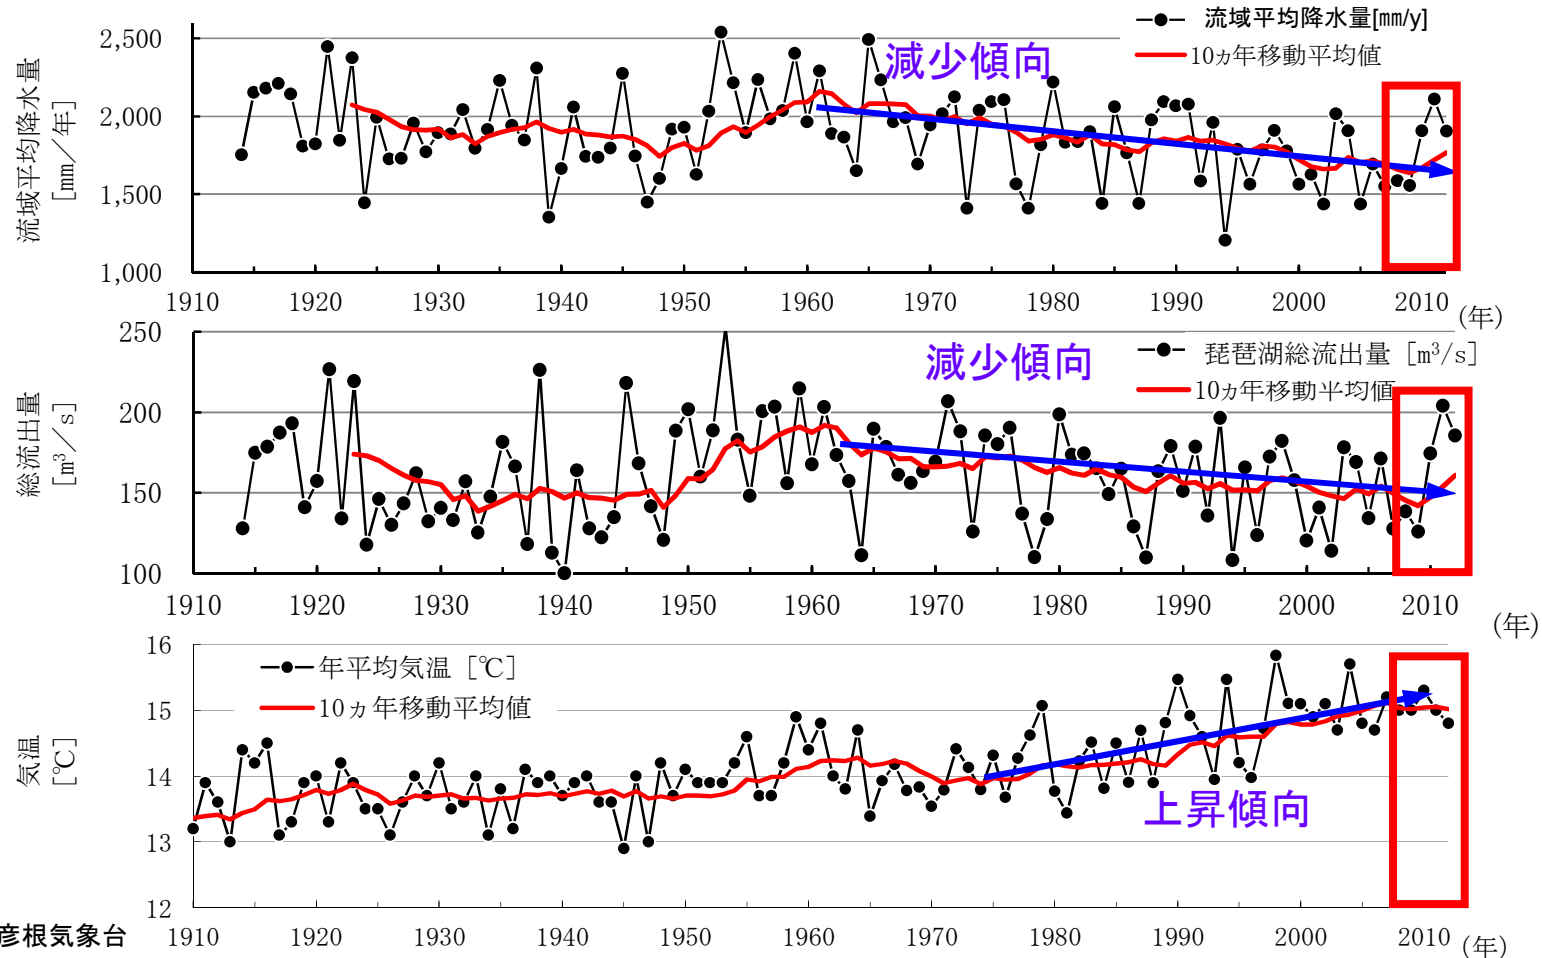 流域平均降水量[mm/y]
10ヵ年移動平均値
減少傾向
流域平均降水量
[mm/年]
2,500
2,000
1,500
1,000
1910 1920 1930 1940 1950 1960 1970 1980 1990 2000 2010 (年)
琵琶湖総流出量 [m³/s]
10ヵ年移動平均値
減少傾向
総流出量
[m³/s]
250
200
150
100
1910 1920 1930 1940 1950 1960 1970 1980 1990 2000 2010
(年)
年平均気温 [℃]
10ヵ年移動平均値
上昇傾向
気温
[℃]
16
15
14
13
12
彦根気象台
1910 1920 1930 1940 1950 1960 1970 1980 1990 2000 2010 (年)